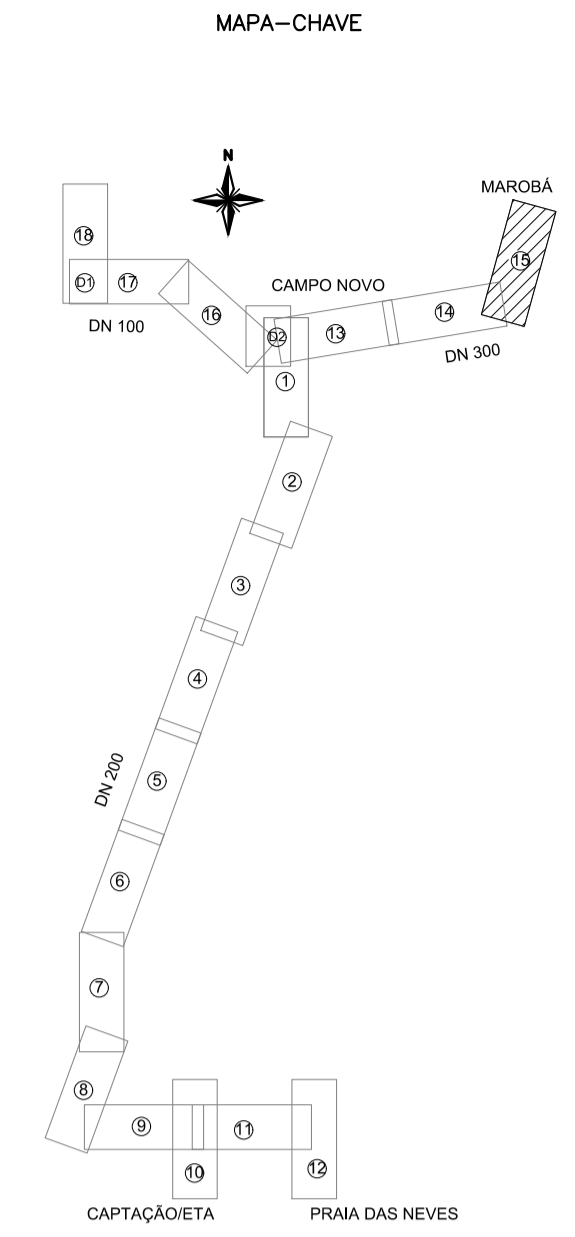 MAPA-CHAVE
N
MAROBÁ
18
15
D1
17
CAMPO NOVO
16
14
DN 100
D2
13
DN 300
1
2
3
4
DN 200
5
6
7
8
9
11
10
12
CAPTAÇÃO/ETA
PRAIA DAS NEVES